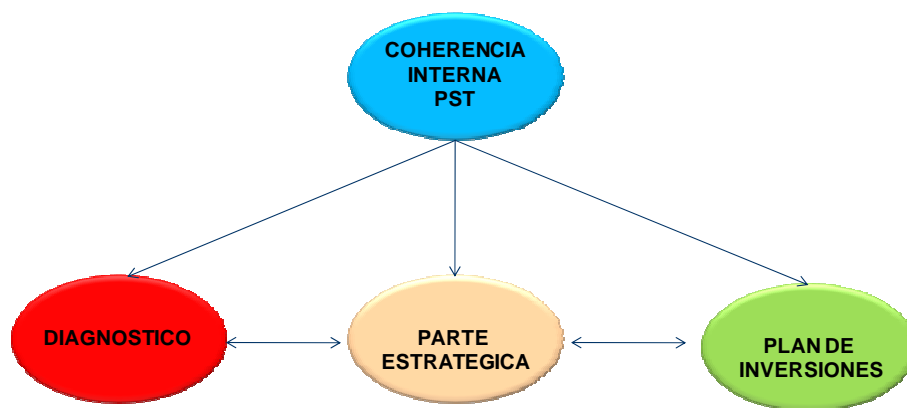 COHERENCIA
INTERNA
PST
DIAGNOSTICO
PARTE
ESTRATEGICA
PLAN DE
INVERSIONES